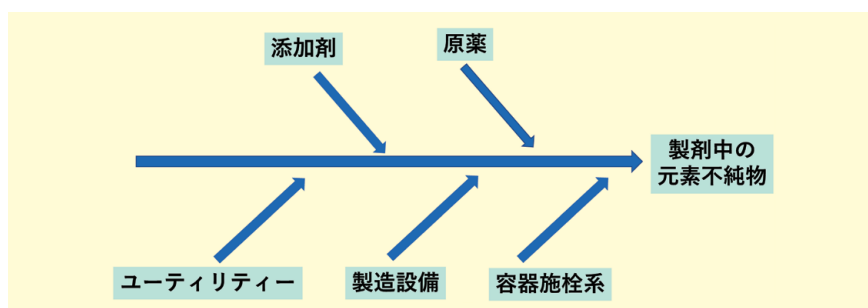 添加剤
原薬
製剤中の
元素不純物
ユーティリティー
製造設備
容器施栓系